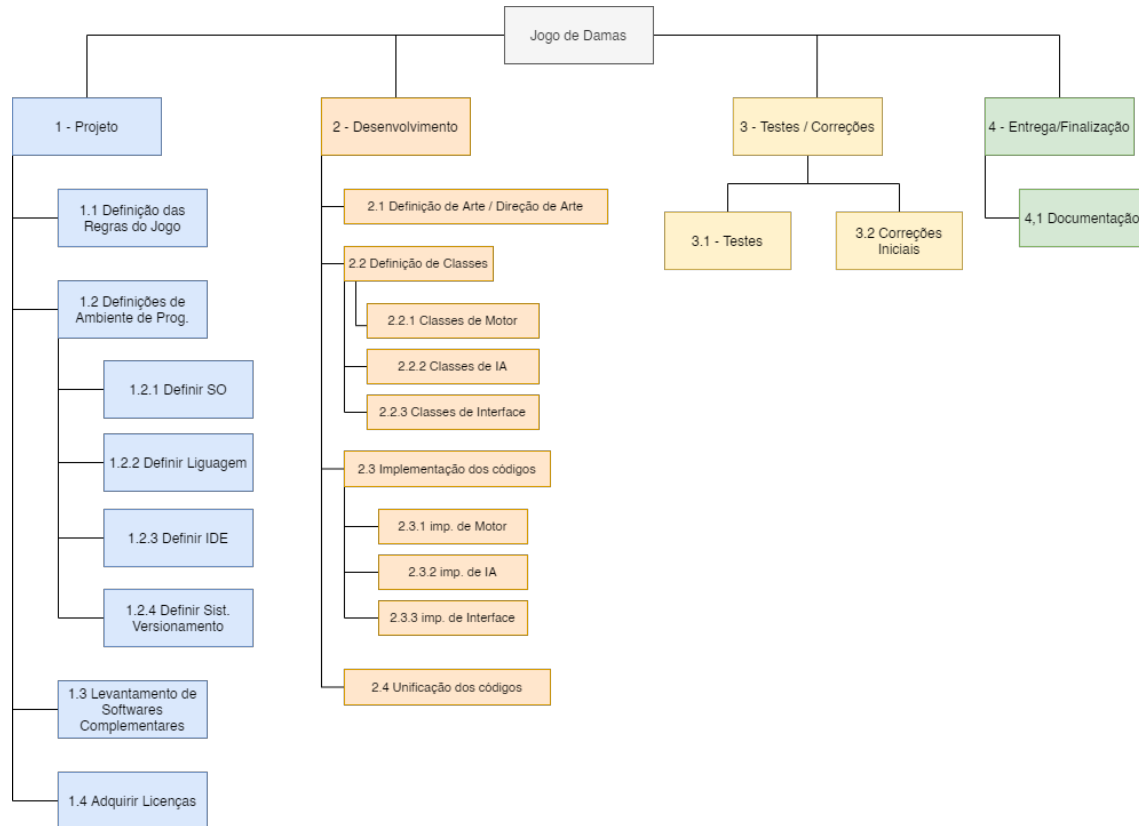 Jogo de Damas
1 - Projeto
1.1 Definição das
Regras do Jogo
1.2 Definições de
Ambiente de Prog.
1.2.1 Definir SO
1.2.2 Definir Liguagem
1.2.3 Definir IDE
1.2.4 Definir Sist.
Versionamento
1.3 Levantamento de
Softwares
Complementares
1.4 Adquirir Licenças
2 - Desenvolvimento
2.1 Definição de Arte / Direção de Arte
2.2 Definição de Classes
2.2.1 Classes de Motor
2.2.2 Classes de IA
2.2.3 Classes de Interface
2.3 Implementação dos códigos
2.3.1 imp. de Motor
2.3.2 imp. de IA
2.3.3 imp. de Interface
2.4 Unificação dos códigos
3 - Testes / Correções
3.1 - Testes
3.2 Correções
Iniciais
4 - Entrega/Finalização
4,1 Documentação